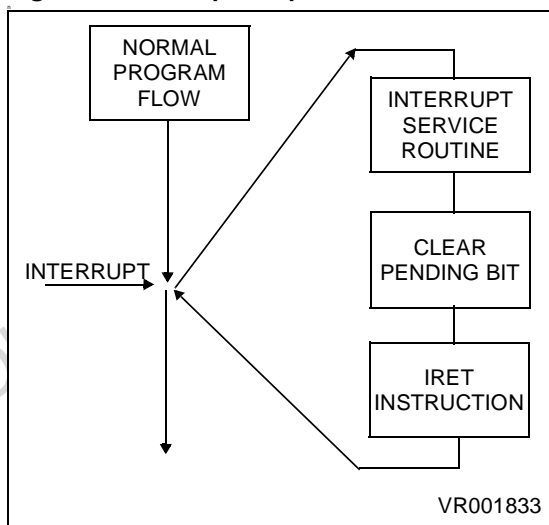 NORMAL
PROGRAM
FLOW
INTERRUPT
SERVICE
ROUTINE
INTERRUPT
CLEAR
PENDING BIT
IRET
INSTRUCTION
VR001833